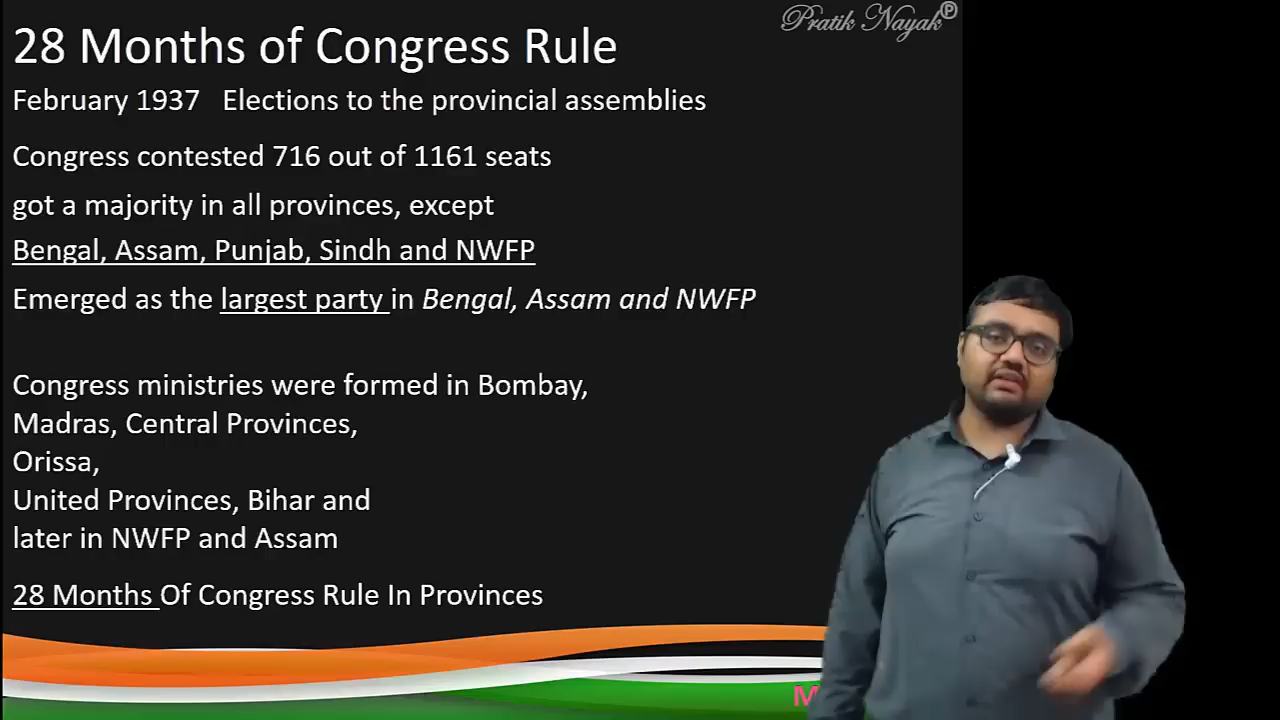 Pratik Nayak
28 Months of Congress Rule
February 1937 Elections to the provincial assemblies
Congress contested 716 out of 1161 seats
got a majority in all provinces, except
Bengal, Assam, Punjab, Sindh and NWFP
Emerged as the largest party in Bengal, Assam and NWFP
Congress ministries were formed in Bombay,
Madras, Central Provinces,
Orissa,
United Provinces, Bihar and
later in NWFP and Assam
28 Months Of Congress Rule In Provinces